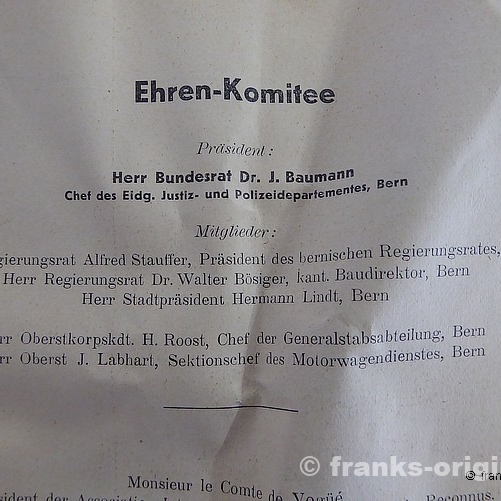 Ehren-Komitee
Präsident:
Herr Bundesrat Dr. J. Baumann
Chef des Eidg. Justiz- und Polizeidepartementes, Bern
Mitglieder:
gierungsrat Alfred Stauffer, Präsident des bernischen Regierungsrates,
Herr Regierungsrat Dr. Walter Bösiger, kant. Baudirektor, Bern
Herr Stadtpräsident Hermann Lindt, Bern
rr Oberstkorpskdt. H. Roost, Chef der Generalstabsabteilung, Bern
rr Oberst J. Labhart, Sektionschef des Motorwagendienstes, Bern
© franks-origi
© fran
Monsieur le Comte de Vogüé